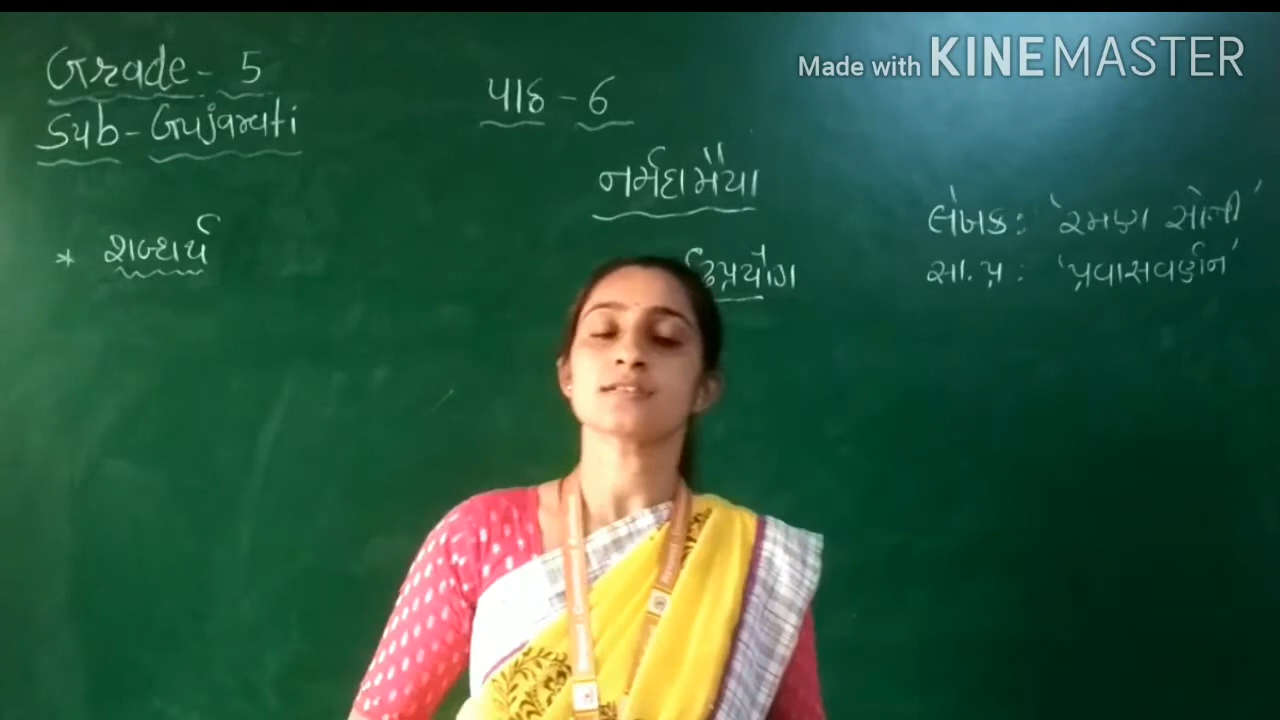 Made with KINEMASTER
Grade - 5
Sub - Gujarati
પાઠ - 6
નર્મદામૈયા
લેખક : 'રમણ સોની'
સા. પ્ર : 'પ્રવાસવર્ણન'
* શબ્દાર્થ